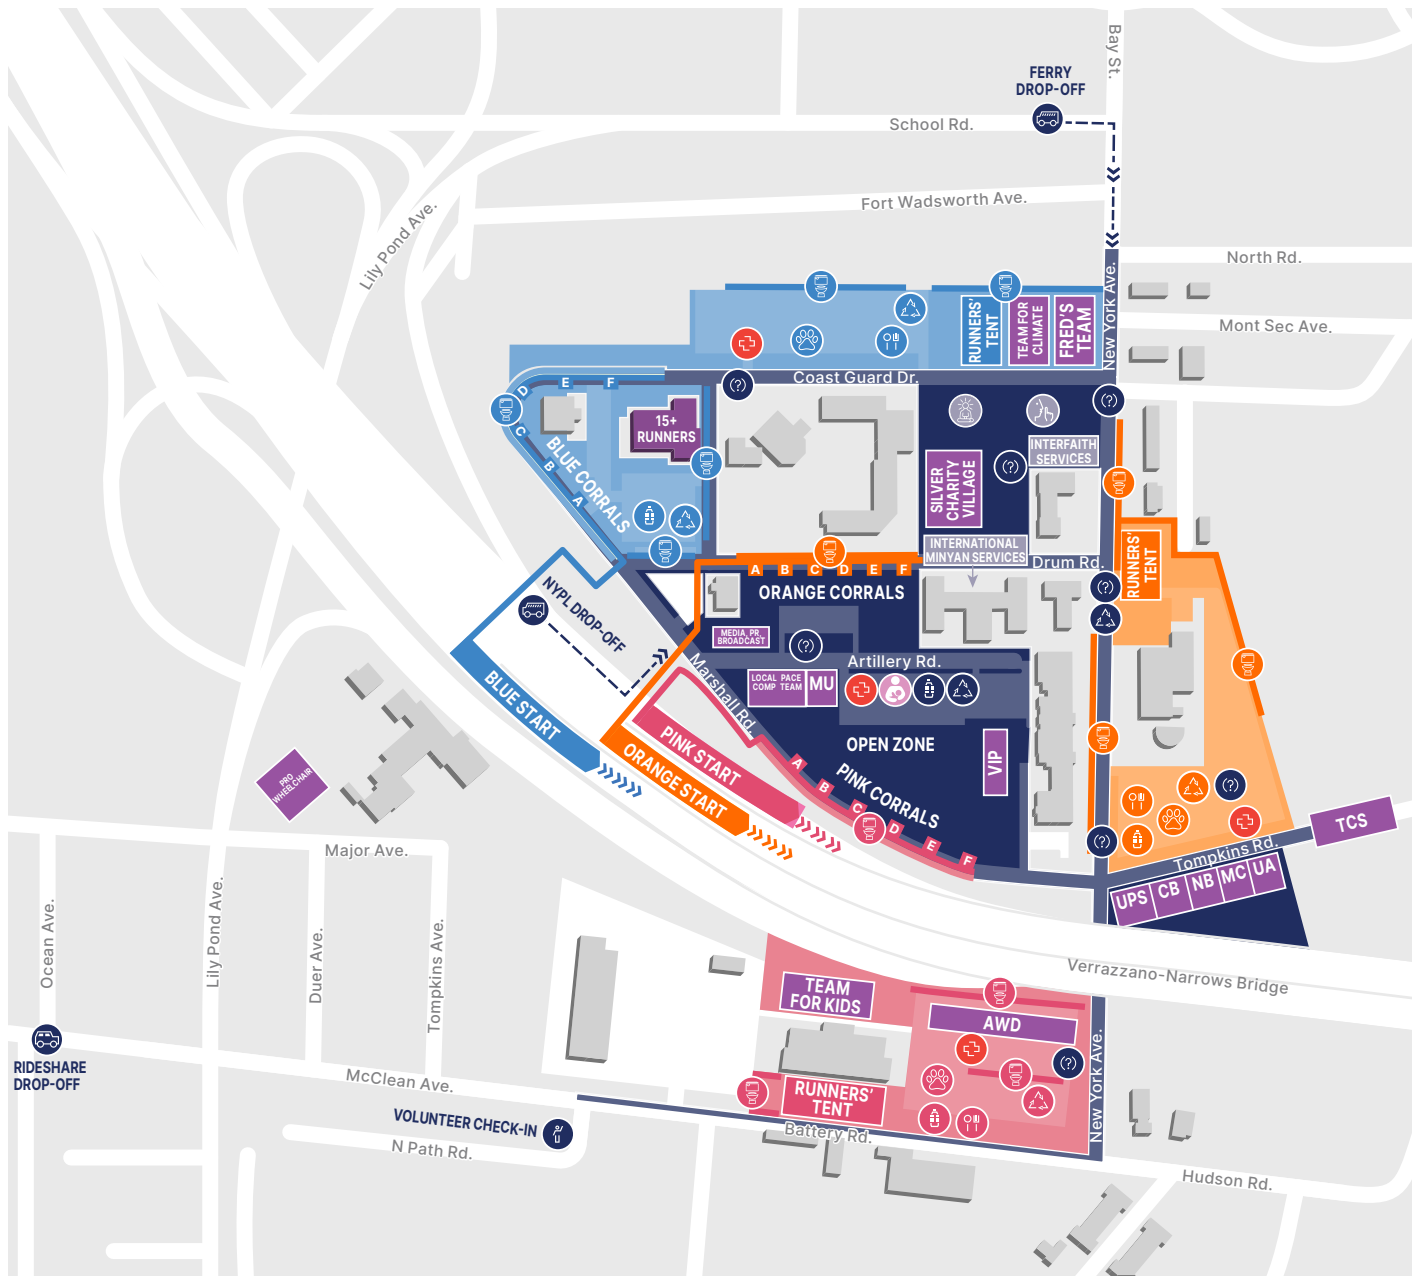 Bay St.
FERRY
DROP-OFF
School Rd.
Fort Wadsworth Ave.
Lily Pond Ave.
North Rd.
New York Ave.
Mont Sec Ave.
RUNNERS'
TENT
TEAM FOR
CLIMATE
FRED'S
TEAM
Coast Guard Dr.
(?)
(?)
D
E
F
C
B
A
15+
RUNNERS
BLUE CORRALS
INTERFAITH
SERVICES
(?)
SILVER
CHARITY
VILLAGE
INTERNATIONAL
MINYAN SERVICES
Drum Rd.
RUNNERS'
TENT
A
B
C
D
E
F
ORANGE CORRALS
(?)
NYPL DROP-OFF
MEDIA, PR,
BROADCAST
(?)
Artillery Rd.
Marshall Rd.
LOCAL
COMP
PACE
TEAM
MU
BLUE START
PINK START
ORANGE START
OPEN ZONE
VIP
PINK CORRALS
A
B
C
D
E
F
PRO
WHEELCHAIR
(?)
(?)
Tompkins Rd.
TCS
UPS
CB
NB
MC
UA
Major Ave.
Ocean Ave.
Lily Pond Ave.
Duer Ave.
Tompkins Ave.
Verrazzano-Narrows Bridge
TEAM
FOR KIDS
AWD
(?)
New York Ave.
RIDESHARE
DROP-OFF
McClean Ave.
RUNNERS'
TENT
VOLUNTEER CHECK-IN
Battery Rd.
N Path Rd.
Hudson Rd.